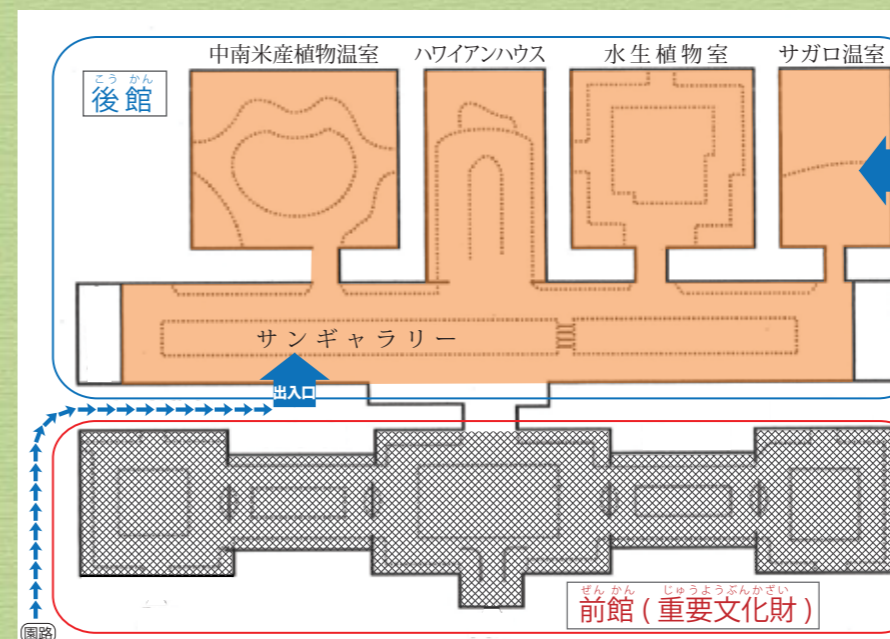 中南米産植物温室
ハワイアンハウス
水生植物室
サガロ温室
こうかん
後館
サンギャラリー
出入口
ぜんかん じゅうようぶんかざい
前館(重要文化財)
園路